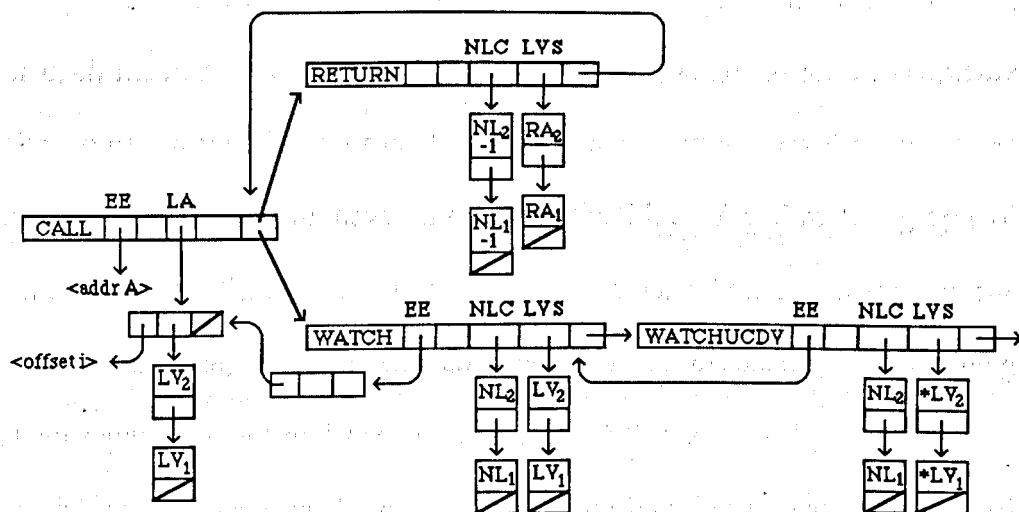 NLC LVS
RETURN
NL2
-1
RA2
NL1
-1
RA1
EE LA
CALL
<addr A>
<offset i>
LV2
LV1
EE NLC LVS
WATCH
NL2
LV2
NL1
LV1
EE NLC LVS
WATCHUCDV
NL2
*LV2
NL1
*LV1